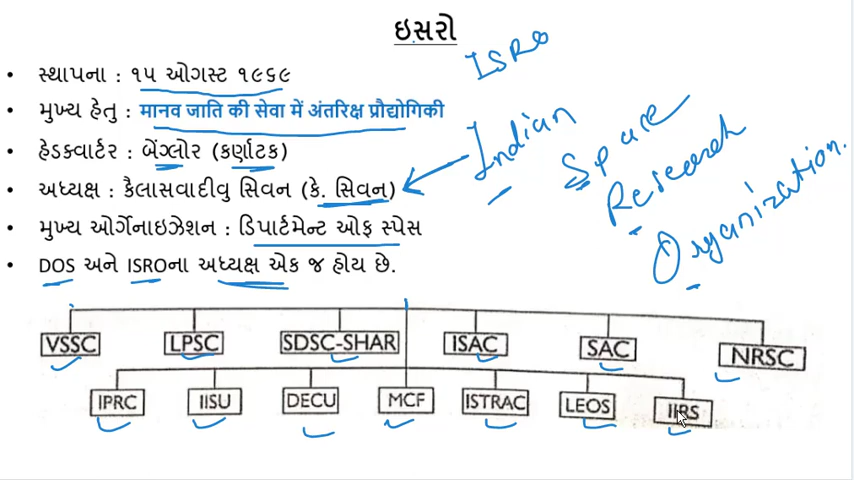 ઇસરો
ISRO
• સ્થાપના : ૧૫ ઓગસ્ટ ૧૯૬૯
• મુખ્ય હેતુ : मानव जाति की सेवा में अंतरिक्ष प्रौद्योगिकी
• હેડક્વાર્ટર : બેંગ્લોર (કર્ણાટક)
• અધ્યક્ષ : કૈલાસવાદીવુ સિવન (કે. સિવન)
• મુખ્ય ઓર્ગેનાઇઝેશન : ડિપાર્ટમેન્ટ ઓફ સ્પેસ
• DOS અને ISROના અધ્યક્ષ એક જ હોય છે.
Indian
Space
Research
Organization.
VSSC LPSC SDSC-SHAR ISAC SAC NRSC
IPRC IISU DECU MCF ISTRAC LEOS IIRS